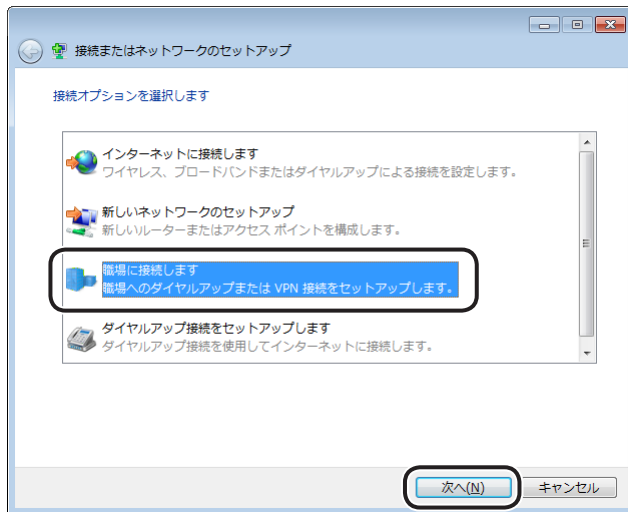 接続またはネットワークのセットアップ
接続オプションを選択します
インターネットに接続します
ワイヤレス、ブロードバンドまたはダイヤルアップによる接続を設定します。
新しいネットワークのセットアップ
新しいルーターまたはアクセス ポイントを構成します。
職場に接続します
職場へのダイヤルアップまたは VPN 接続をセットアップします。
ダイヤルアップ接続をセットアップします
ダイヤルアップ接続を使用してインターネットに接続します。
次へ(N) キャンセル